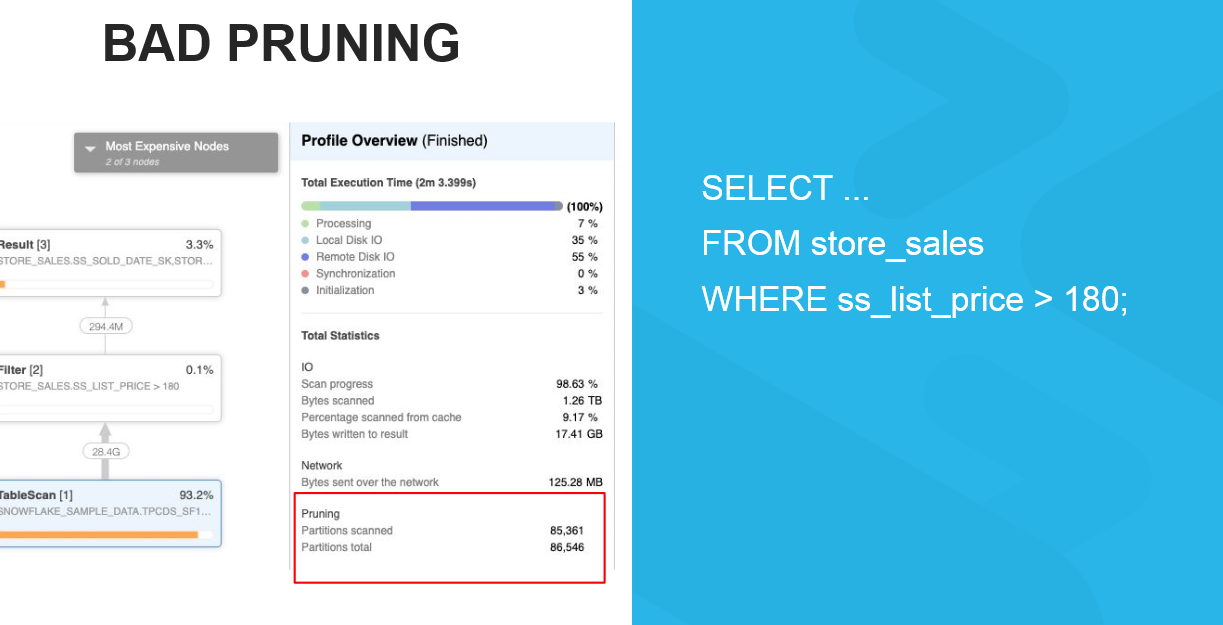 BAD PRUNING
Most Expensive Nodes
2 of 3 nodes
Result [3] 3.3%
STORE_SALES.SS_SOLD_DATE_SK,STOR...
294.4M
Filter [2] 0.1%
STORE_SALES.SS_LIST_PRICE > 180
28.4G
TableScan [1] 93.2%
SNOWFLAKE_SAMPLE_DATA.TPCDS_SF1...
Profile Overview (Finished)
Total Execution Time (2m 3.399s)
(100%)
Processing 7 %
Local Disk IO 35 %
Remote Disk IO 55 %
Synchronization 0 %
Initialization 3 %
Total Statistics
IO
Scan progress 98.63 %
Bytes scanned 1.26 TB
Percentage scanned from cache 9.17 %
Bytes written to result 17.41 GB
Network
Bytes sent over the network 125.28 MB
Pruning
Partitions scanned 85,361
Partitions total 86,546
SELECT ...
FROM store_sales
WHERE ss_list_price > 180;